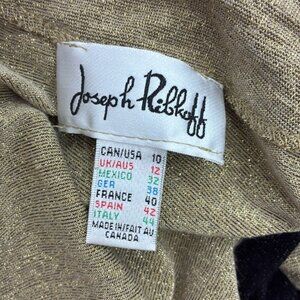 Joseph Ribkoff
CAN/USA 10
UK/AUS 12
MEXICO 32
GER 38
FRANCE 40
SPAIN 42
ITALY 44
MADE IN/FAIT AU
CANADA